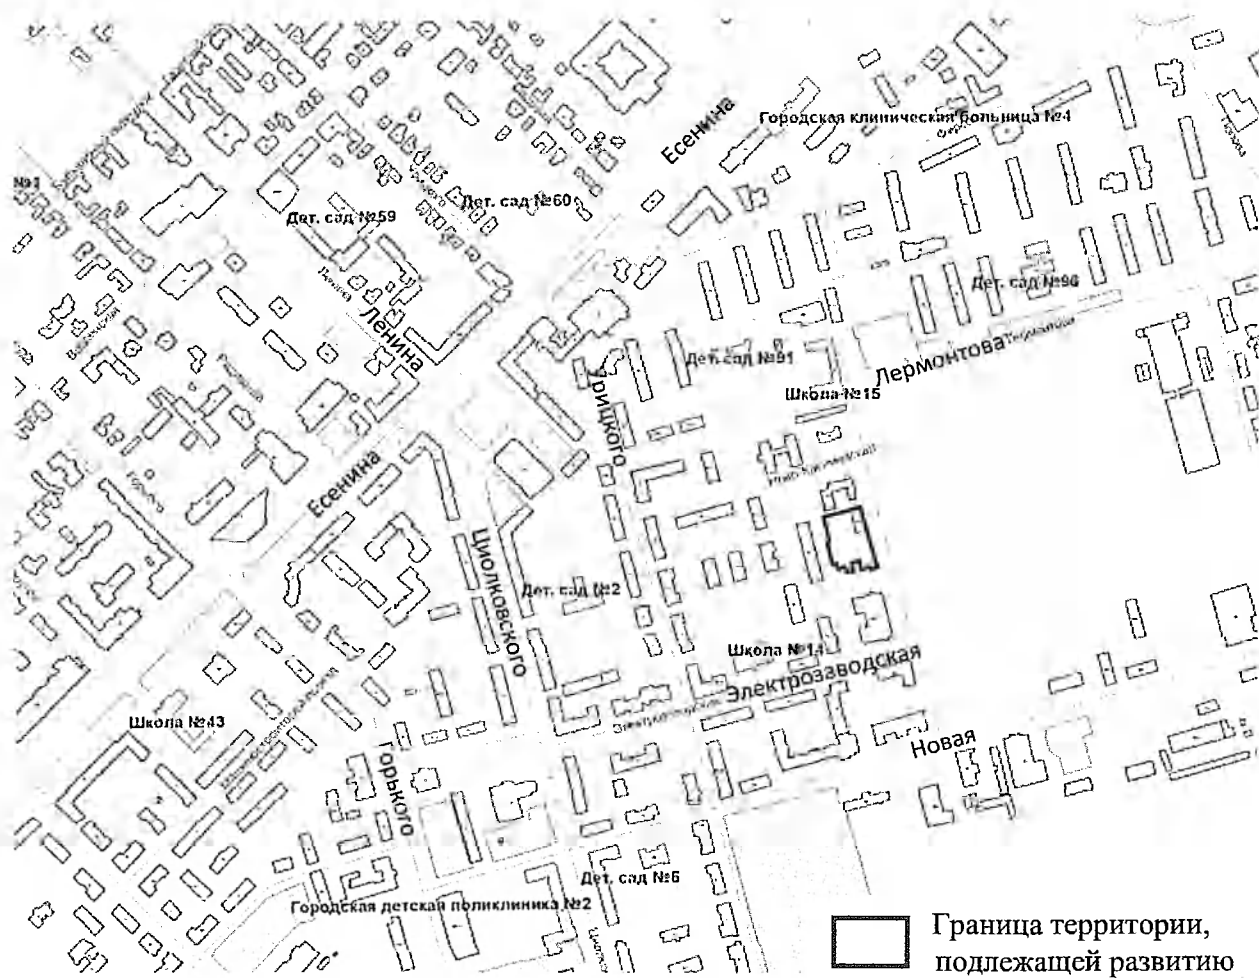 Есенина
Городская клиническая больница №4
№1
Дет. сад №60
Дет. сад №59
Ленина
Дет. сад №96
Дет. сад №91
Лермонтова
Школа №15
Урицкого
Есенина
Циолковского
Дет. сад №2
Школа №14
Электрозаводская
Школа №43
Новая
Горького
Дет. сад №6
Городская детская поликлиника №2
Граница территории,
подлежащей развитию